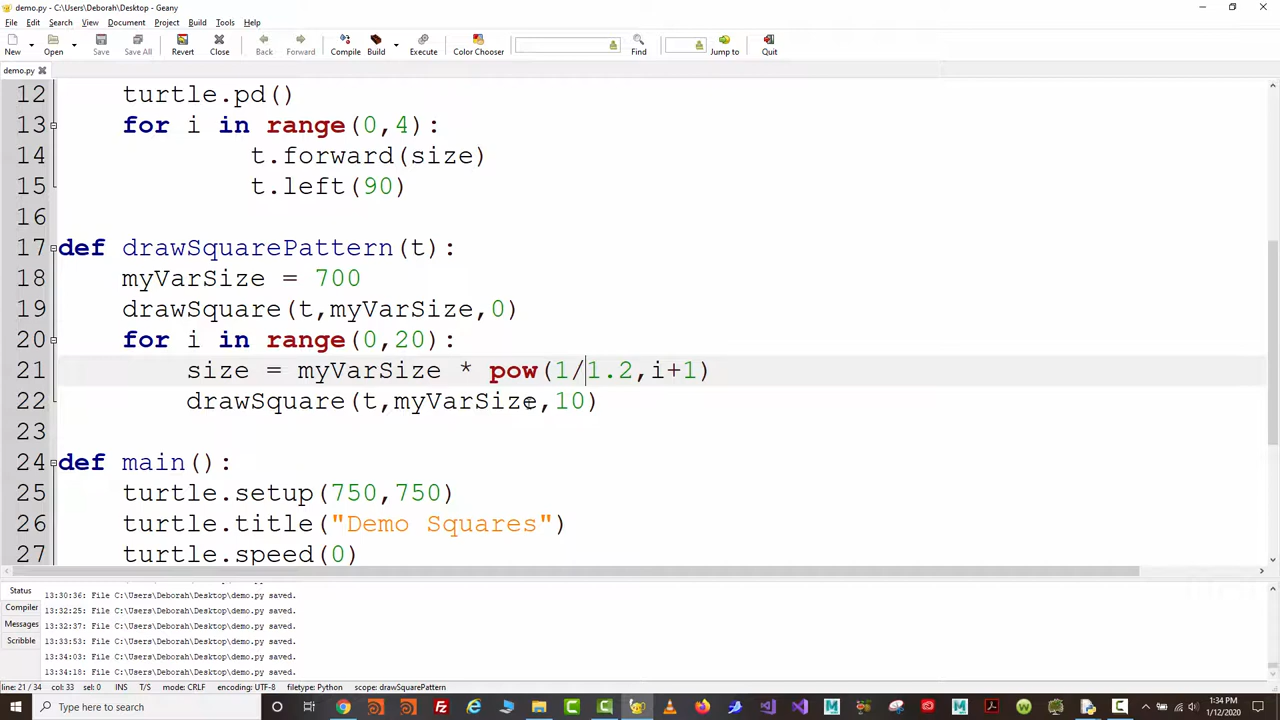 demo.py - C:\Users\Deborah\Desktop - Geany
File Edit Search View Document Project Build Tools Help
New Open Save Save All Revert Close Back Forward Compile Build Execute Color Chooser Find Jump to Quit
demo.py
12 turtle.pd()
13 for i in range(0,4):
14 t.forward(size)
15 t.left(90)
16
17 def drawSquarePattern(t):
18 myVarSize = 700
19 drawSquare(t,myVarSize,0)
20 for i in range(0,20):
21 size = myVarSize * pow(1/1.2,i+1)
22 drawSquare(t,myVarSize,10)
23
24 def main():
25 turtle.setup(750,750)
26 turtle.title("Demo Squares")
27 turtle.speed(0)
Status
Compiler
Messages
Scribble
13:30:36: File C:\Users\Deborah\Desktop\demo.py saved.
13:32:25: File C:\Users\Deborah\Desktop\demo.py saved.
13:32:37: File C:\Users\Deborah\Desktop\demo.py saved.
13:33:53: File C:\Users\Deborah\Desktop\demo.py saved.
13:34:03: File C:\Users\Deborah\Desktop\demo.py saved.
13:34:18: File C:\Users\Deborah\Desktop\demo.py saved.
line: 21 / 34 col: 33 sel: 0 INS T/S mode: CRLF encoding: UTF-8 filetype: Python scope: drawSquarePattern
Type here to search
1:34 PM
1/12/2020